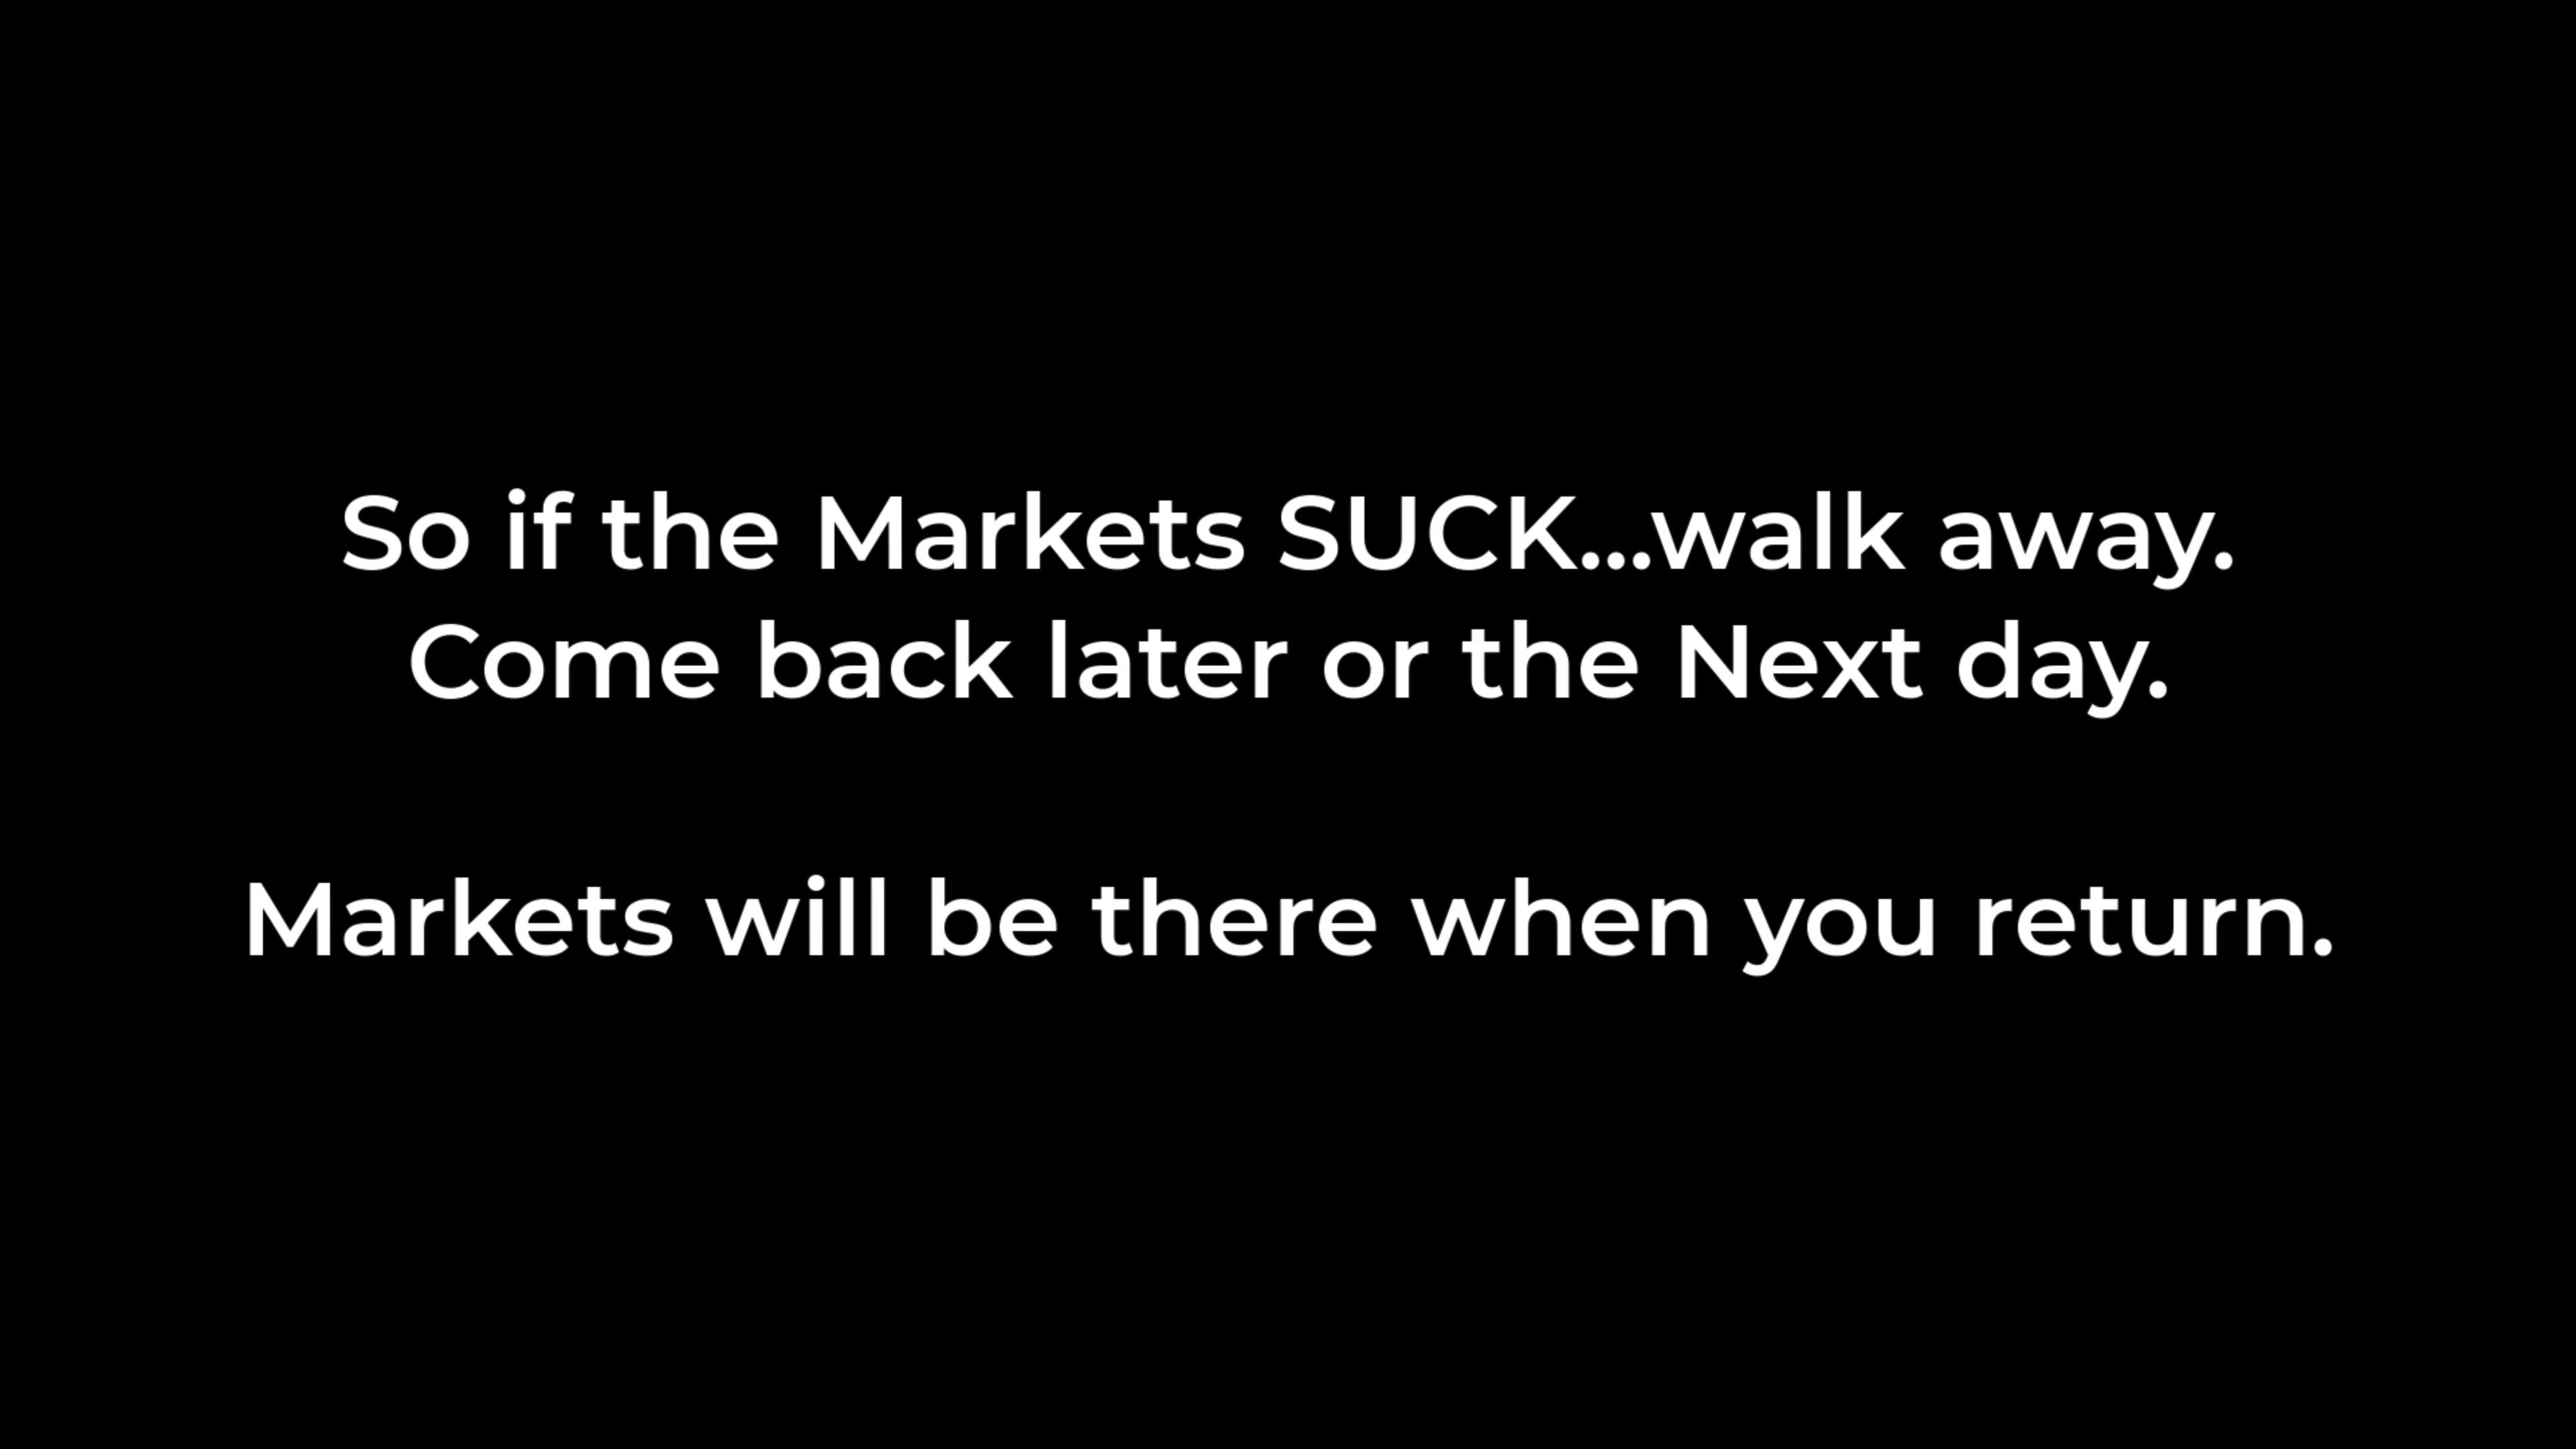 So if the Markets SUCK...walk away.
Come back later or the Next day.
Markets will be there when you return.